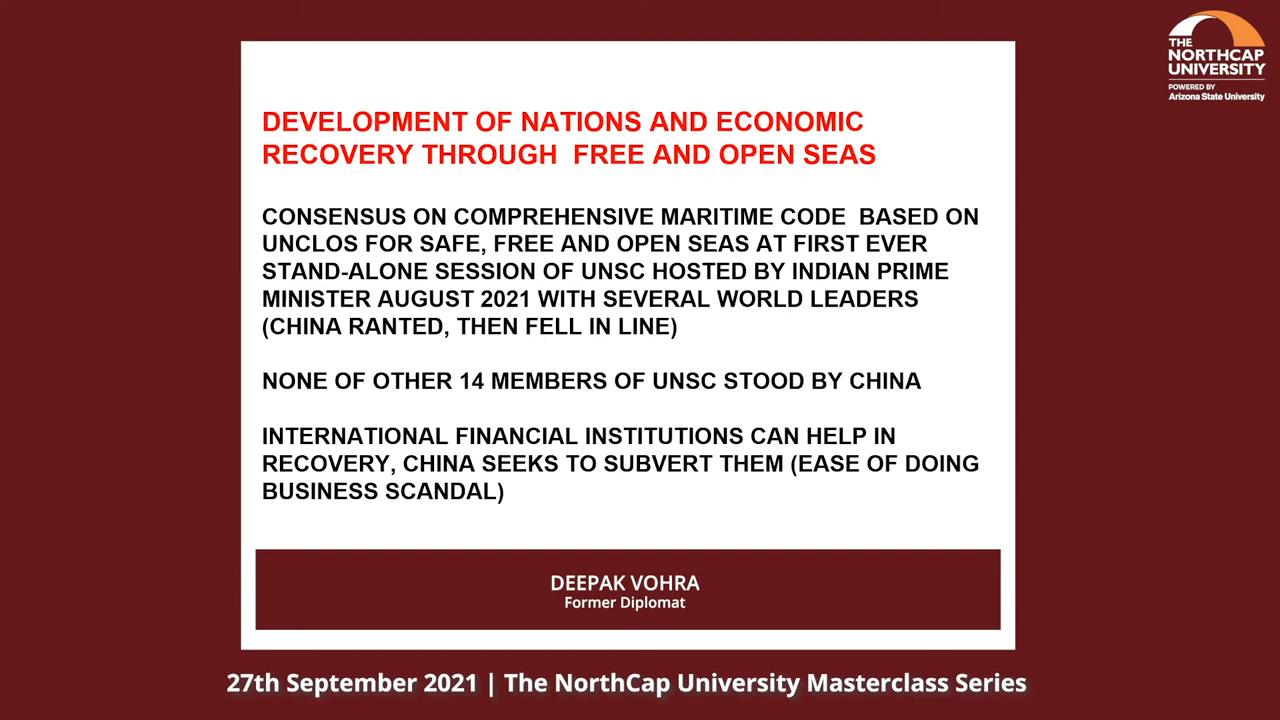 THE
NORTHCAP
UNIVERSITY
POWERED BY
Arizona State University
DEVELOPMENT OF NATIONS AND ECONOMIC
RECOVERY THROUGH  FREE AND OPEN SEAS
CONSENSUS ON COMPREHENSIVE MARITIME CODE  BASED ON
UNCLOS FOR SAFE, FREE AND OPEN SEAS AT FIRST EVER
STAND-ALONE SESSION OF UNSC HOSTED BY INDIAN PRIME
MINISTER AUGUST 2021 WITH SEVERAL WORLD LEADERS
(CHINA RANTED, THEN FELL IN LINE)
NONE OF OTHER 14 MEMBERS OF UNSC STOOD BY CHINA
INTERNATIONAL FINANCIAL INSTITUTIONS CAN HELP IN
RECOVERY, CHINA SEEKS TO SUBVERT THEM (EASE OF DOING
BUSINESS SCANDAL)
DEEPAK VOHRA
Former Diplomat
27th September 2021 | The NorthCap University Masterclass Series